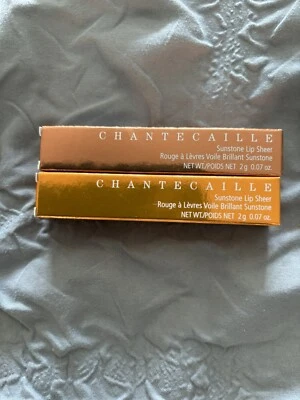 CHANTECAILLE
Sunstone Lip Sheer
Rouge à Lèvres Voile Brillant Sunstone
NET WT./POIDS NET 2g 0.07 oz.
CHANTECAILLE
Sunstone Lip Sheer
Rouge à Lèvres Voile Brillant Sunstone
NET WT./POIDS NET 2g 0.07 oz.